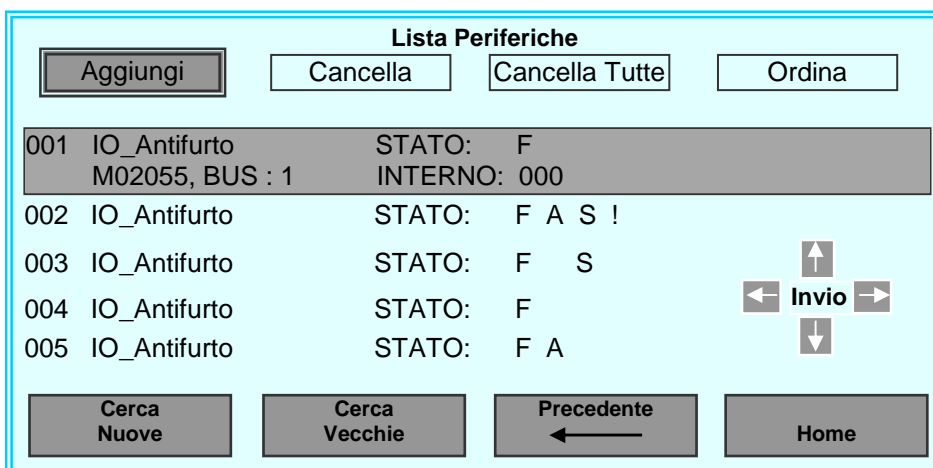 Lista Periferiche
Aggiungi Cancella Cancella Tutte Ordina
001 IO_Antifurto STATO: F
M02055, BUS : 1 INTERNO: 000
002 IO_Antifurto STATO: F A S !
003 IO_Antifurto STATO: F S
004 IO_Antifurto STATO: F
Invio
005 IO_Antifurto STATO: F A
Cerca Nuove
Cerca Vecchie
Precedente
Home